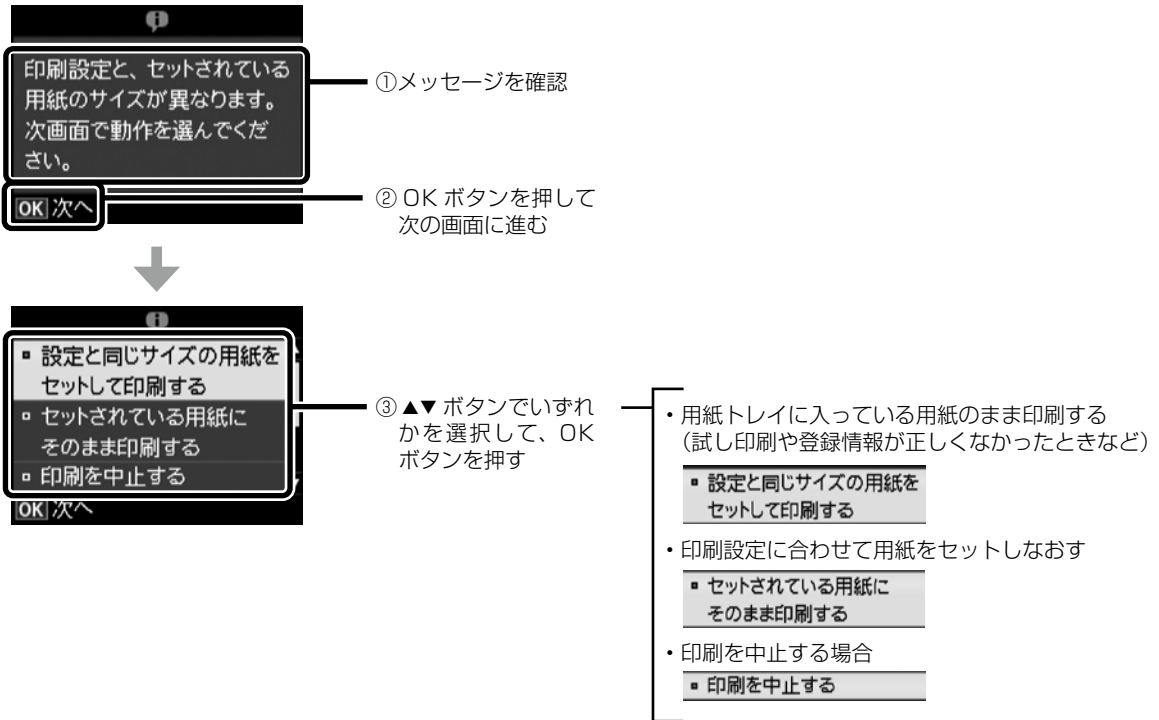 印刷設定と、セットされている
用紙のサイズが異なります。
次画面で動作を選んでくだ
さい。
OK 次へ
①メッセージを確認
② OK ボタンを押して
次の画面に進む
▪ 設定と同じサイズの用紙を
セットして印刷する
▪ セットされている用紙に
そのまま印刷する
▪ 印刷を中止する
OK 次へ
③ ▲▼ ボタンでいずれ
かを選択して、OK
ボタンを押す
・用紙トレイに入っている用紙のまま印刷する
（試し印刷や登録情報が正しくなかったときなど）
▪ 設定と同じサイズの用紙を
セットして印刷する
・印刷設定に合わせて用紙をセットしなおす
▪ セットされている用紙に
そのまま印刷する
・印刷を中止する場合
▪ 印刷を中止する